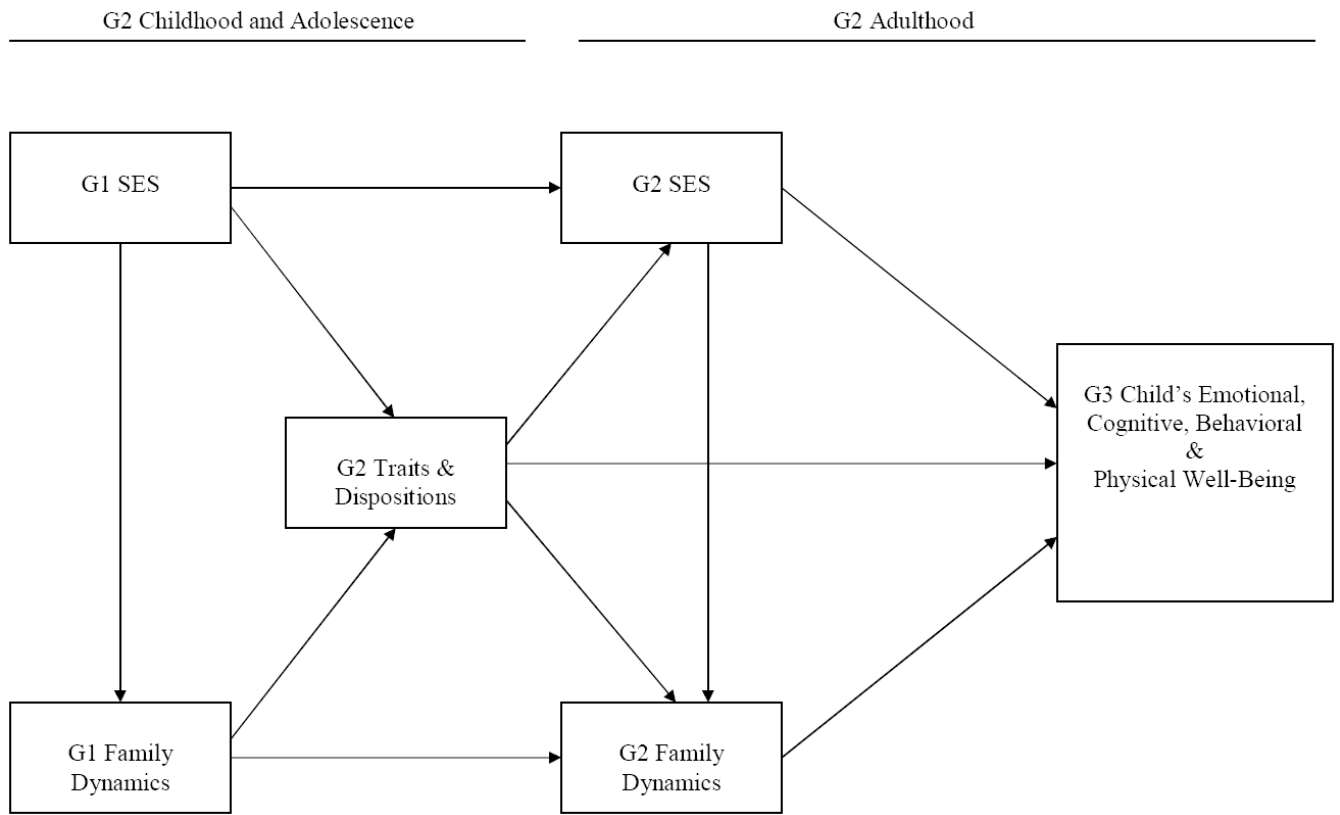 G2 Childhood and Adolescence
G2 Adulthood
G1 SES
G2 SES
G3 Child’s Emotional,
Cognitive, Behavioral
&
Physical Well-Being
G2 Traits &
Dispositions
G1 Family
Dynamics
G2 Family
Dynamics